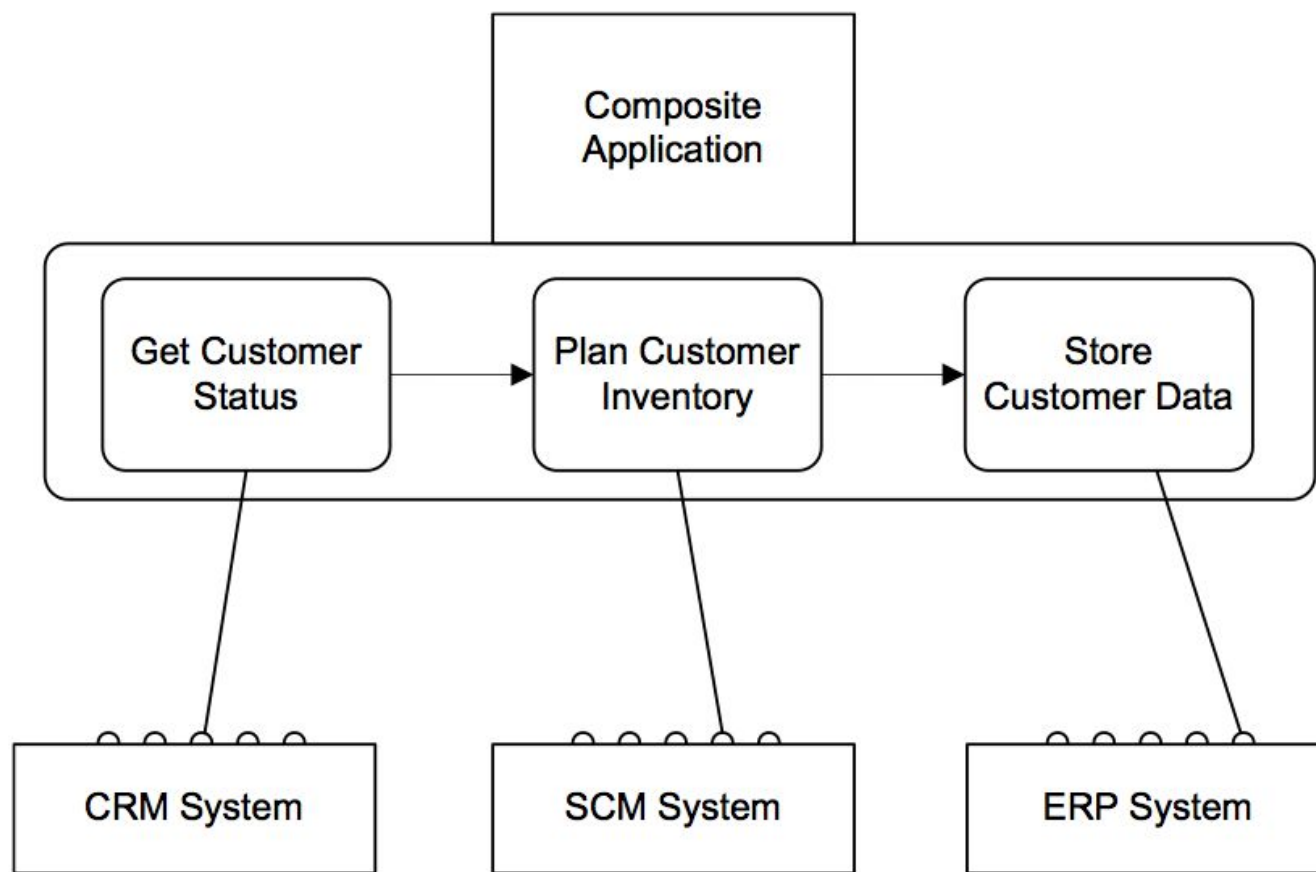 Composite
Application
Get Customer
Status
Plan Customer
Inventory
Store
Customer Data
CRM System
SCM System
ERP System